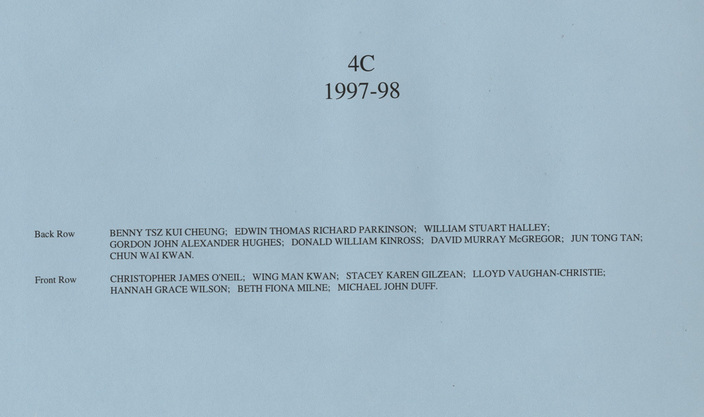 4C
1997-98
Back Row BENNY TSZ KUI CHEUNG; EDWIN THOMAS RICHARD PARKINSON; WILLIAM STUART HALLEY;
GORDON JOHN ALEXANDER HUGHES; DONALD WILLIAM KINROSS; DAVID MURRAY McGREGOR; JUN TONG TAN;
CHUN WAI KWAN.
Front Row CHRISTOPHER JAMES O'NEIL; WING MAN KWAN; STACEY KAREN GILZEAN; LLOYD VAUGHAN-CHRISTIE;
HANNAH GRACE WILSON; BETH FIONA MILNE; MICHAEL JOHN DUFF.